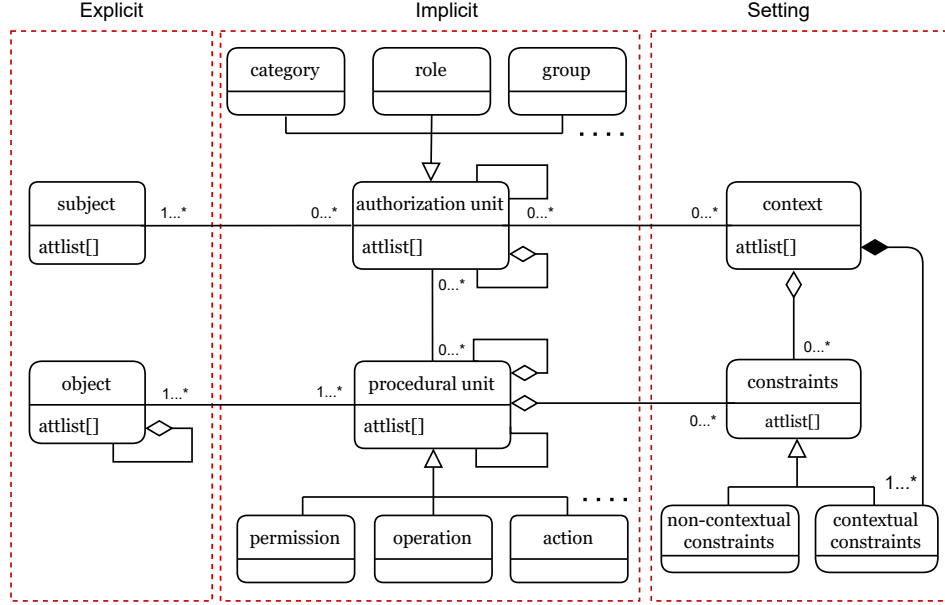 Explicit
Implicit
Setting
category
role
group
. . . .
subject
attlist[]
1...*
0...*
authorization unit
attlist[]
0...*
0...*
context
attlist[]
0...*
0...*
0...*
object
attlist[]
1...*
1...*
procedural unit
attlist[]
0...*
constraints
attlist[]
1...*
. . . .
permission
operation
action
non-contextual
constraints
contextual
constraints